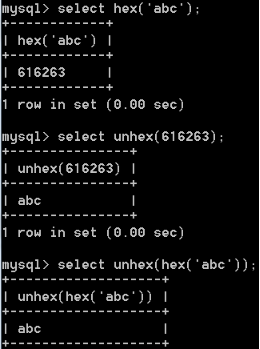 mysql> select hex('abc');
+------------+
| hex('abc') |
+------------+
| 616263     |
+------------+
1 row in set (0.00 sec)
mysql> select unhex(616263);
+---------------+
| unhex(616263) |
+---------------+
| abc           |
+---------------+
1 row in set (0.00 sec)
mysql> select unhex(hex('abc'));
+-------------------+
| unhex(hex('abc')) |
+-------------------+
| abc               |
+-------------------+